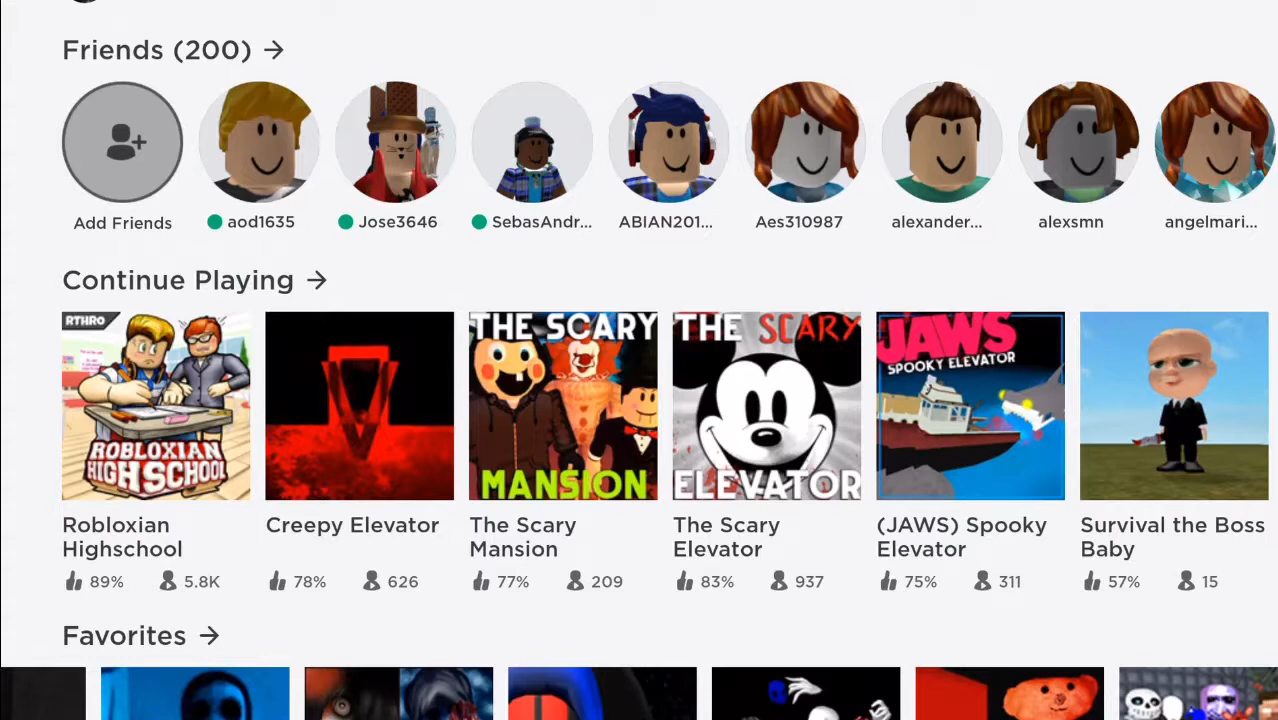 Friends (200) →
Add Friends
aod1635
Jose3646
SebasAndr...
ABIAN201...
Aes310987
alexander...
alexsmn
angelmari...
Continue Playing →
RTHRO
ROBLOXIAN
HIGH SCHOOL
THE SCARY
MANSION
THE SCARY
ELEVATOR
JAWS
SPOOKY ELEVATOR
Robloxian
Highschool
89% 5.8K
Creepy Elevator
78% 626
The Scary
Mansion
77% 209
The Scary
Elevator
83% 937
(JAWS) Spooky
Elevator
75% 311
Survival the Boss
Baby
57% 15
Favorites →